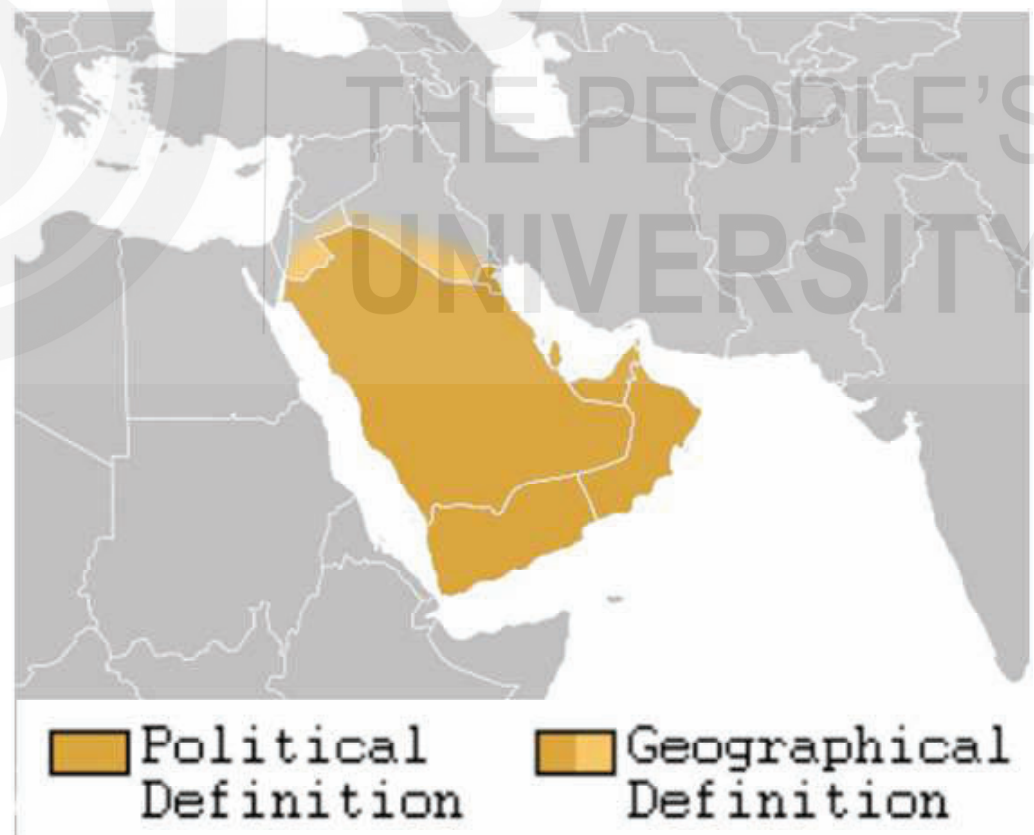 THE PEOPLE'S
UNIVERSITY
Political
Definition
Geographical
Definition